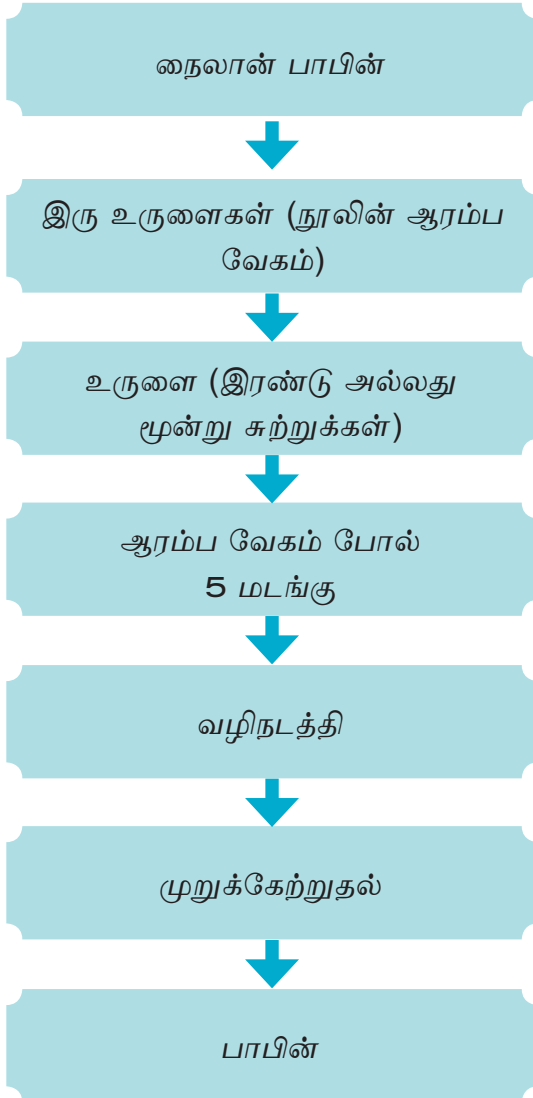 நைலான் பாபின்
இரு உருளைகள் (நூலின் ஆரம்ப
வேகம்)
உருளை (இரண்டு அல்லது
மூன்று சுற்றுக்கள்)
ஆரம்ப வேகம் போல்
5 மடங்கு
வழிநடத்தி
முறுக்கேற்றுதல்
பாபின்